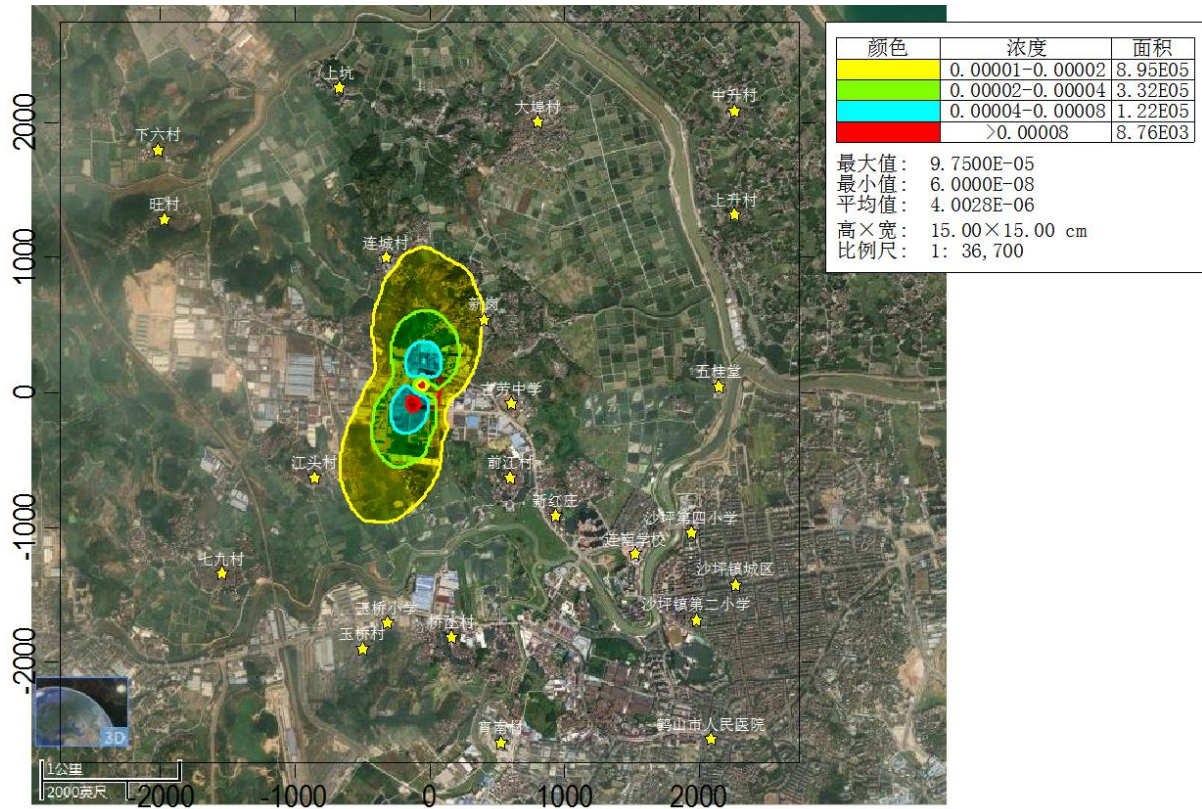 颜色 浓度 面积
0.00001-0.00002 8.95E05
0.00002-0.00004 3.32E05
0.00004-0.00008 1.22E05
>0.00008 8.76E03
最大值: 9.7500E-05
最小值: 6.0000E-08
平均值: 4.0028E-06
高×宽: 15.00×15.00 cm
比例尺: 1: 36,700
上坑
大埠村
中升村
2000
下六村
旺村
上升村
连城村
1000
新岗
0
五桂堂
中学
江头村
前江村
新红庄
-1000
沙坪第四小学
学校
七九村
沙坪镇城区
玉桥小学
沙坪镇第二小学
玉桥村
-2000
鹤山市人民医院
3D
1公里
2000英尺
-2000 -1000 0 1000 2000